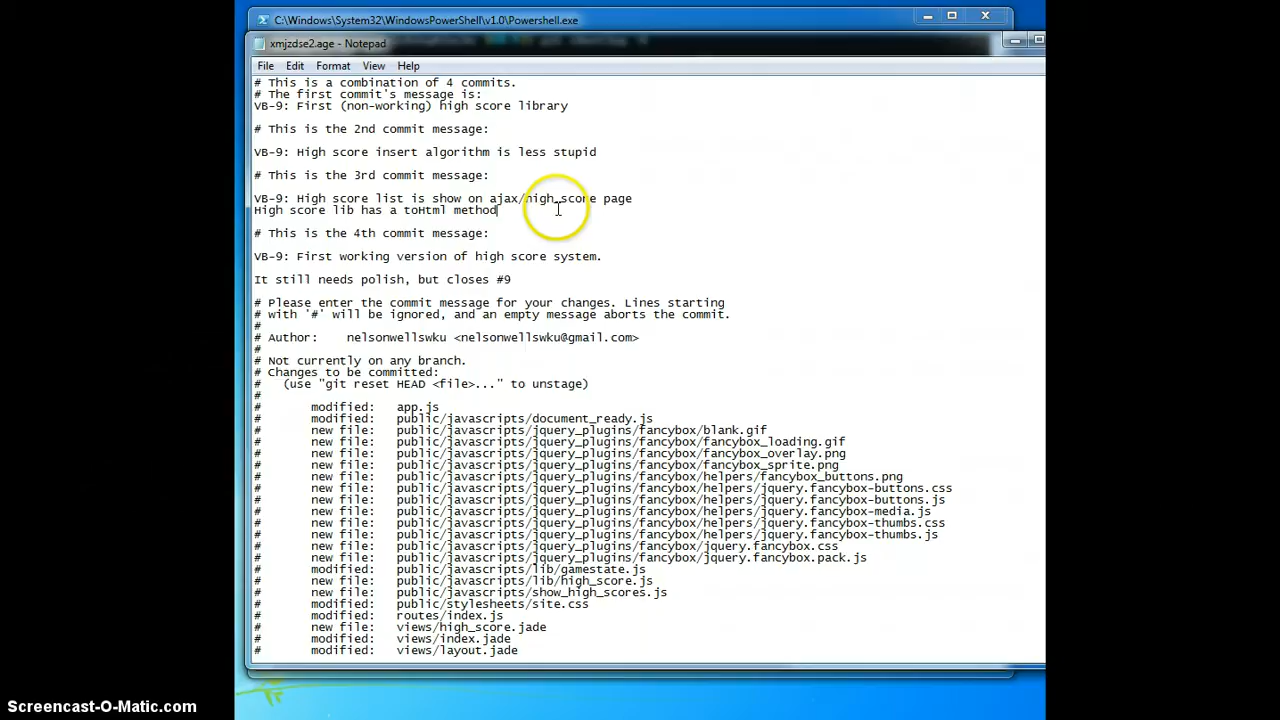 C:\Windows\System32\WindowsPowerShell\v1.0\Powershell.exe
xmjzdse2.age - Notepad
File Edit Format View Help
# This is a combination of 4 commits.
# The first commit's message is:
VB-9: First (non-working) high score library
# This is the 2nd commit message:
VB-9: High score insert algorithm is less stupid
# This is the 3rd commit message:
VB-9: High score list is show on ajax/high_score page
High score lib has a toHtml method
# This is the 4th commit message:
VB-9: First working version of high score system.
It still needs polish, but closes #9
# Please enter the commit message for your changes. Lines starting
# with '#' will be ignored, and an empty message aborts the commit.
#
# Author:    nelsonwellswku <nelsonwellswku@gmail.com>
#
# Not currently on any branch.
# Changes to be committed:
#   (use "git reset HEAD <file>..." to unstage)
#
#       modified:   app.js
#       modified:   public/javascripts/document_ready.js
#       new file:   public/javascripts/jquery_plugins/fancybox/blank.gif
#       new file:   public/javascripts/jquery_plugins/fancybox/fancybox_loading.gif
#       new file:   public/javascripts/jquery_plugins/fancybox/fancybox_overlay.png
#       new file:   public/javascripts/jquery_plugins/fancybox/fancybox_sprite.png
#       new file:   public/javascripts/jquery_plugins/fancybox/helpers/fancybox_buttons.png
#       new file:   public/javascripts/jquery_plugins/fancybox/helpers/jquery.fancybox-buttons.css
#       new file:   public/javascripts/jquery_plugins/fancybox/helpers/jquery.fancybox-buttons.js
#       new file:   public/javascripts/jquery_plugins/fancybox/helpers/jquery.fancybox-media.js
#       new file:   public/javascripts/jquery_plugins/fancybox/helpers/jquery.fancybox-thumbs.css
#       new file:   public/javascripts/jquery_plugins/fancybox/helpers/jquery.fancybox-thumbs.js
#       new file:   public/javascripts/jquery_plugins/fancybox/jquery.fancybox.css
#       new file:   public/javascripts/jquery_plugins/fancybox/jquery.fancybox.pack.js
#       modified:   public/javascripts/lib/gamestate.js
#       new file:   public/javascripts/lib/high_score.js
#       new file:   public/javascripts/show_high_scores.js
#       modified:   public/stylesheets/site.css
#       modified:   routes/index.js
#       new file:   views/high_score.jade
#       modified:   views/index.jade
#       modified:   views/layout.jade
Screencast-O-Matic.com